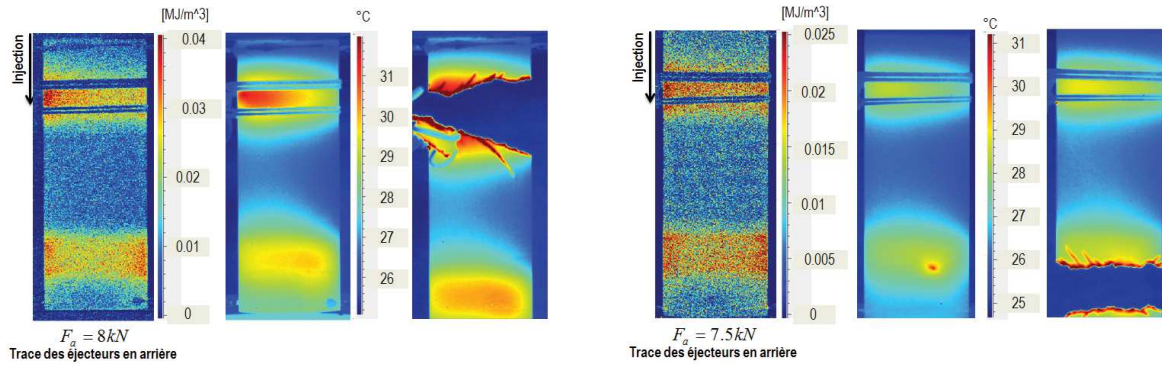 [MJ/m^3]
°C
Injection
0.04
0.03
0.02
0.01
0
31
30
29
28
27
26
F_a = 8kN
Trace des éjecteurs en arrière
[MJ/m^3]
°C
Injection
0.025
0.02
0.015
0.01
0.005
0
31
30
29
28
27
26
25
F_a = 7.5kN
Trace des éjecteurs en arrière